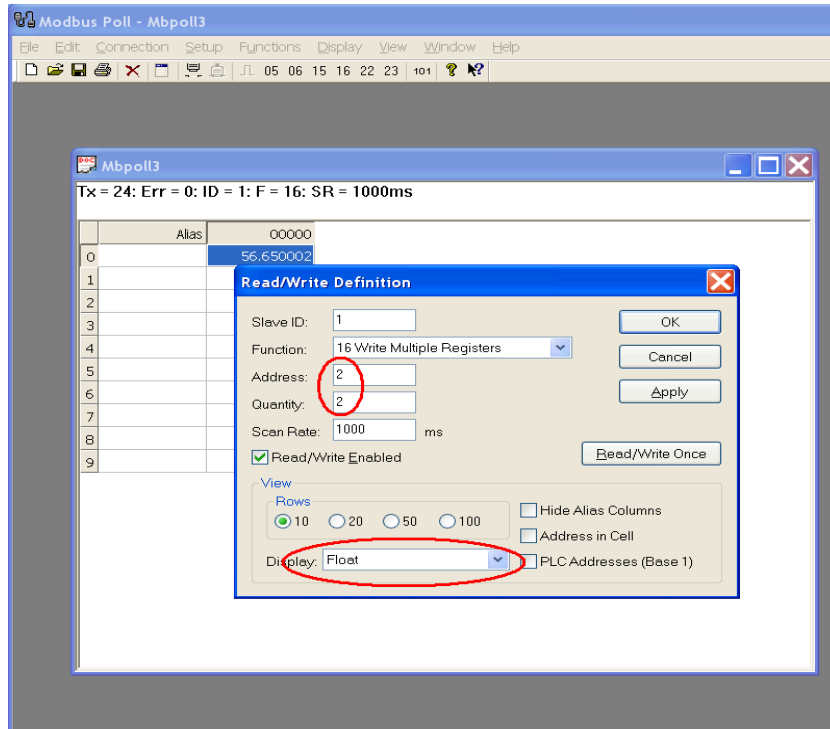 Modbus Poll - Mbpoll3
File Edit Connection Setup Functions Display View Window Help
05 06 15 16 22 23 101
Mbpoll3
Tx = 24: Err = 0: ID = 1: F = 16: SR = 1000ms
Alias 00000
0 56.650002
1
2
3
4
5
6
7
8
9
Read/Write Definition
Slave ID: 1
OK
Function: 16 Write Multiple Registers
Cancel
Address: 2
Apply
Quantity: 2
Scan Rate: 1000 ms
Read/Write Enabled
Read/Write Once
View
Rows
10 20 50 100
Hide Alias Columns
Address in Cell
Display: Float
PLC Addresses (Base 1)